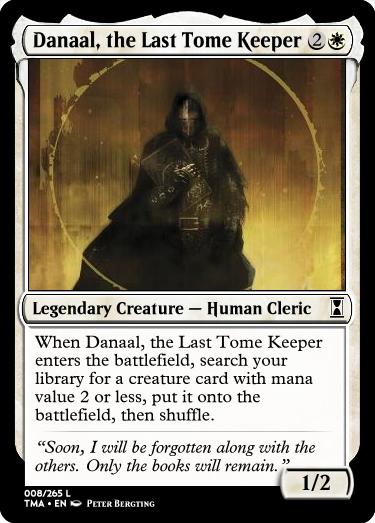 Danaal, the Last Tome Keeper 2
Legendary Creature — Human Cleric
When Danaal, the Last Tome Keeper
enters the battlefield, search your
library for a creature card with mana
value 2 or less, put it onto the
battlefield, then shuffle.
“Soon, I will be forgotten along with the
others. Only the books will remain.”
1/2
008/265 L
TMA • EN Peter Bergting